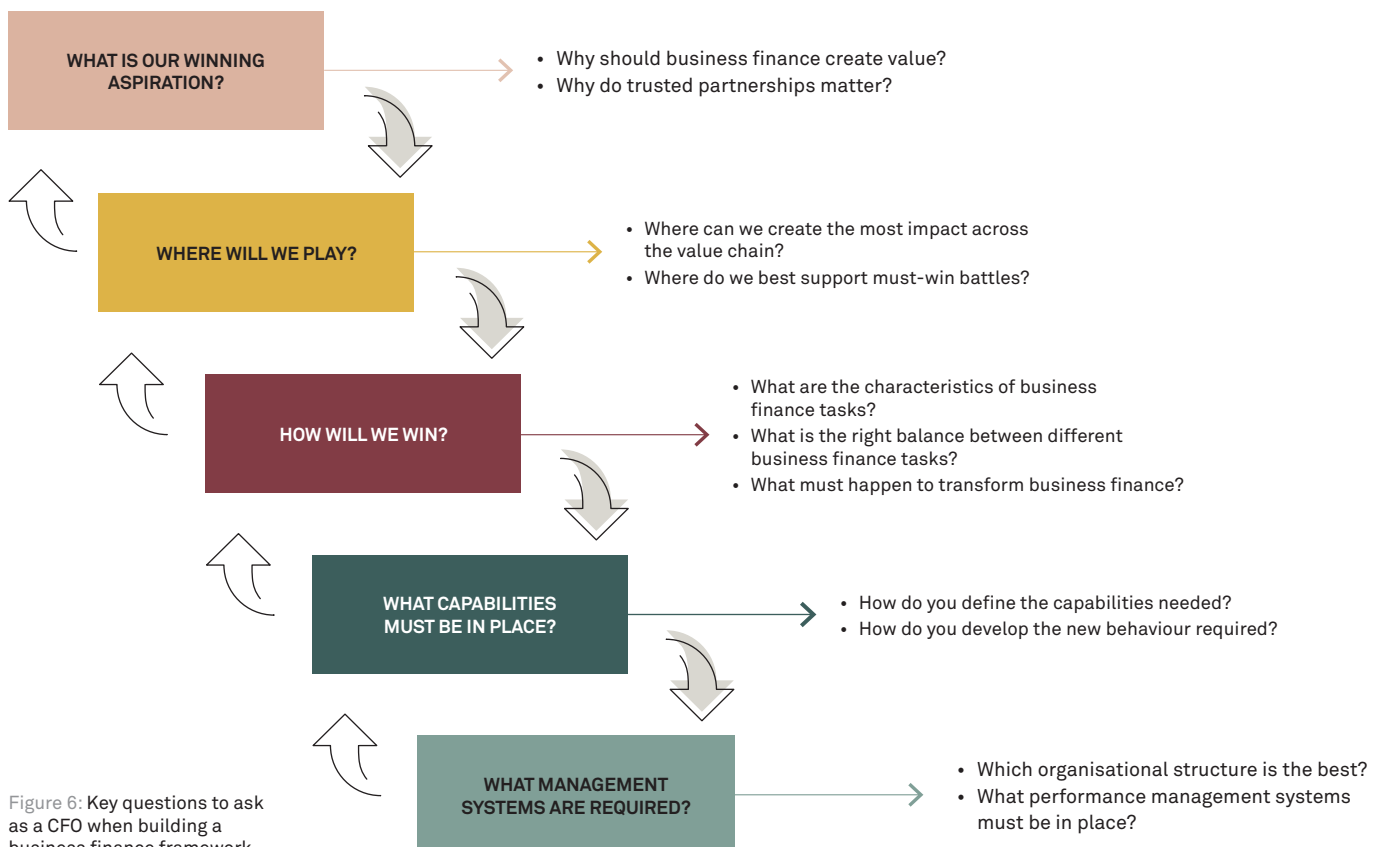 WHAT IS OUR WINNING
ASPIRATION?
• Why should business finance create value?
• Why do trusted partnerships matter?
WHERE WILL WE PLAY?
• Where can we create the most impact across
the value chain?
• Where do we best support must-win battles?
HOW WILL WE WIN?
• What are the characteristics of business
finance tasks?
• What is the right balance between different
business finance tasks?
• What must happen to transform business finance?
WHAT CAPABILITIES
MUST BE IN PLACE?
• How do you define the capabilities needed?
• How do you develop the new behaviour required?
WHAT MANAGEMENT
SYSTEMS ARE REQUIRED?
• Which organisational structure is the best?
• What performance management systems
must be in place?
Figure 6: Key questions to ask
as a CFO when building a
business finance framework